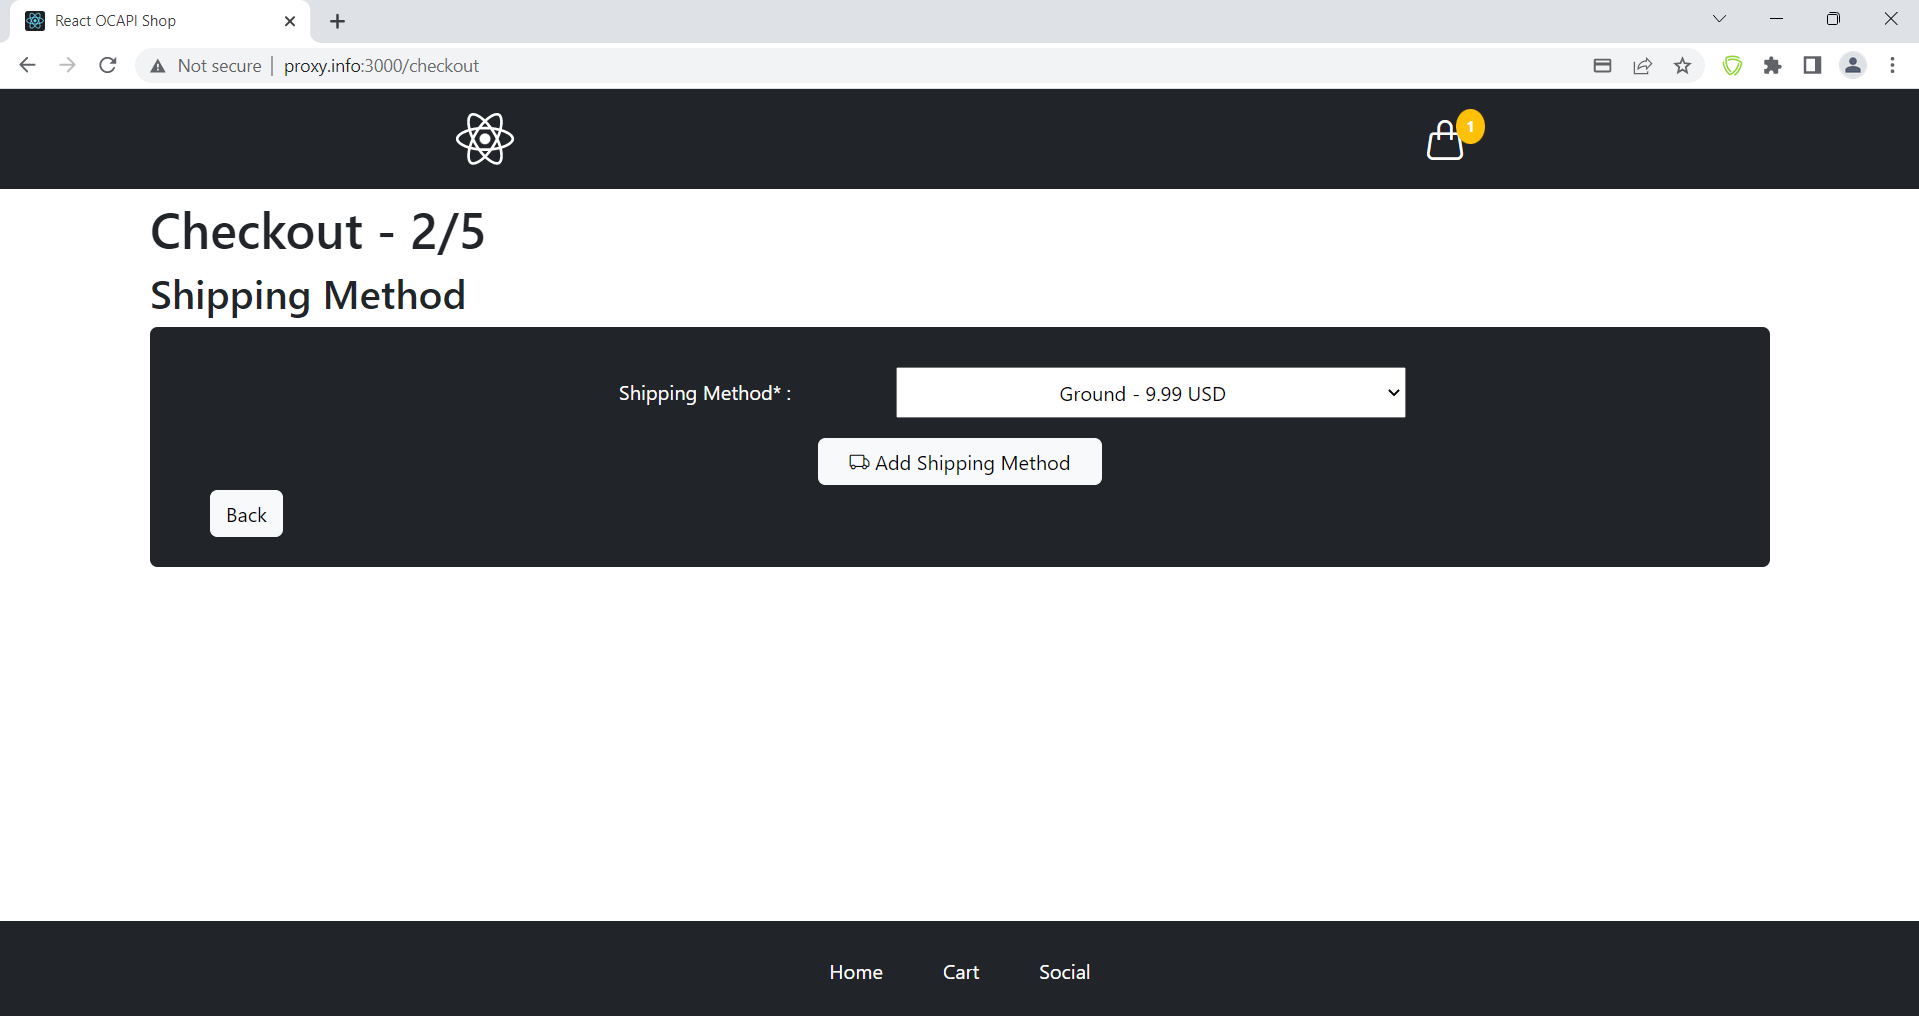 React OCAPI Shop
Not secure proxy.info:3000/checkout
1
Checkout - 2/5
Shipping Method
Shipping Method* : Ground - 9.99 USD
Add Shipping Method
Back
Home Cart Social